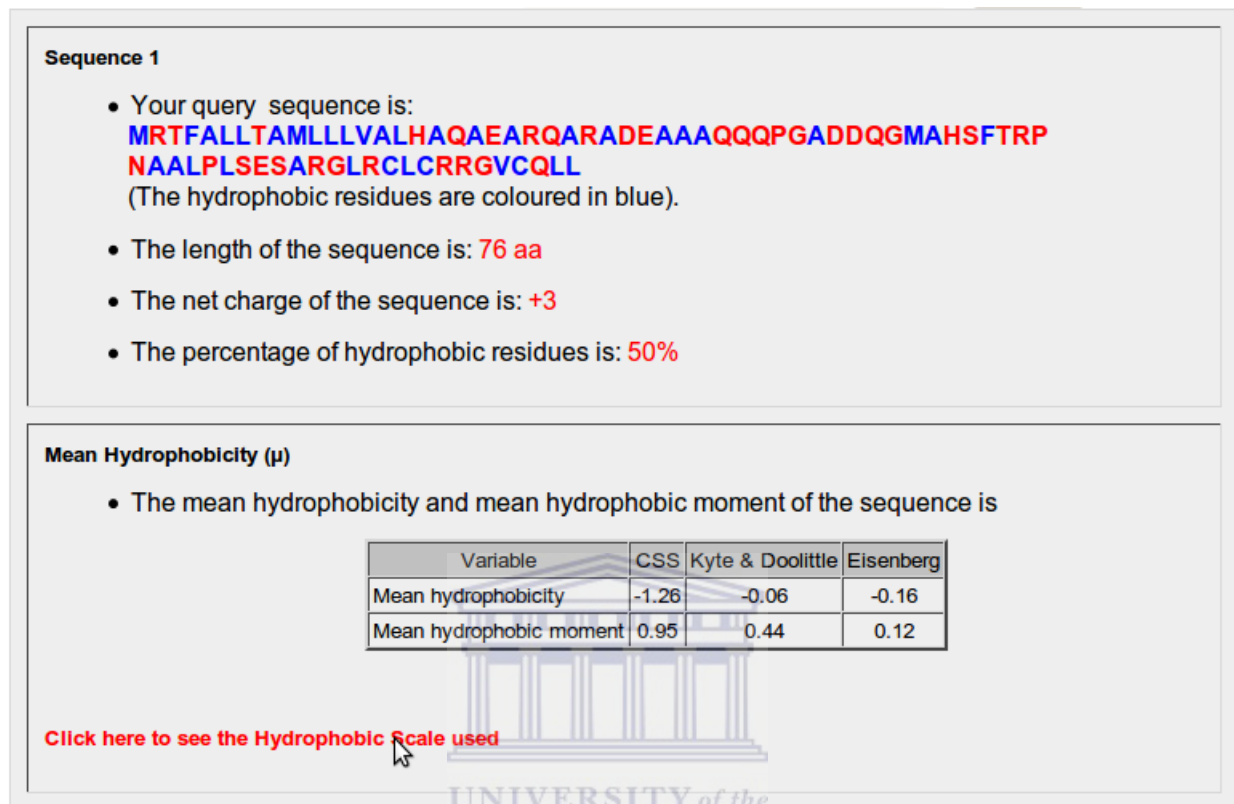 Sequence 1
• Your query sequence is:
MRTFALLTAMLLLVALHAQAEARQARADEAAAQQQPGADDQGMAHSFTRP
NAALPLSESARGLRCLCRRGVCQLL
(The hydrophobic residues are coloured in blue).
• The length of the sequence is: 76 aa
• The net charge of the sequence is: +3
• The percentage of hydrophobic residues is: 50%
Mean Hydrophobicity (μ)
• The mean hydrophobicity and mean hydrophobic moment of the sequence is
Variable CSS Kyte & Doolittle Eisenberg
Mean hydrophobicity -1.26 -0.06 -0.16
Mean hydrophobic moment 0.95 0.44 0.12
Click here to see the Hydrophobic Scale used
UNIVERSITY of the